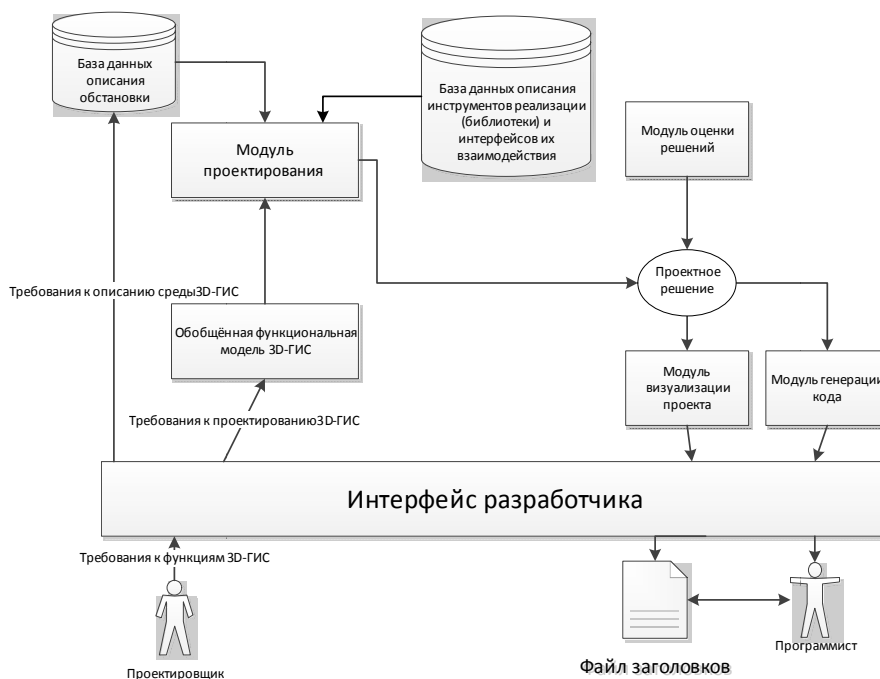 База данных
описания
обстановки
База данных описания
инструментов реализации
(библиотеки) и
интерфейсов их
взаимодействия
Модуль
проектирования
Модуль оценки
решений
Проектное
решение
Требования к описанию среды3D-ГИС
Обобщённая функциональная
модель 3D-ГИС
Модуль
визуализации
проекта
Модуль генерации
кода
Требования к проектированию3D-ГИС
Интерфейс разработчика
Требования к функциям 3D-ГИС
Программист
Файл заголовков
Проектировщик